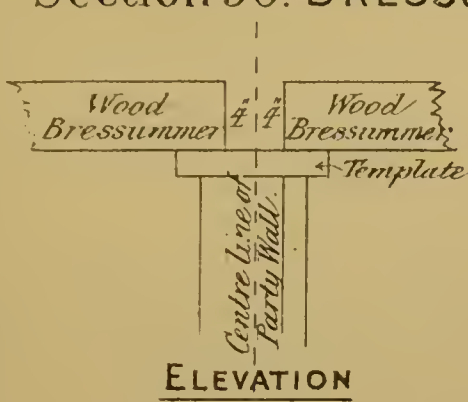 Wood
Bressummer
4"
4"
Wood
Bressummer
Template
Centre line of
Party Wall.
ELEVATION